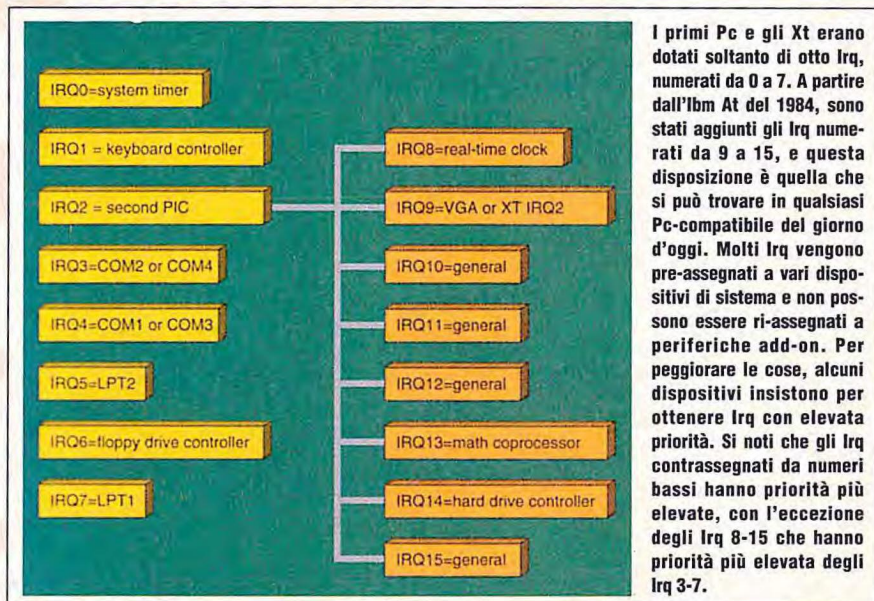 IRQ0=system timer
IRQ1 = keyboard controller
IRQ2 = second PIC
IRQ3=COM2 or COM4
IRQ4=COM1 or COM3
IRQ5=LPT2
IRQ6=floppy drive controller
IRQ7=LPT1
IRQ8=real-time clock
IRQ9=VGA or XT IRQ2
IRQ10=general
IRQ11=general
IRQ12=general
IRQ13=math coprocessor
IRQ14=hard drive controller
IRQ15=general
I primi Pc e gli Xt erano
dotati soltanto di otto Irq,
numerati da 0 a 7. A partire
dall'Ibm At del 1984, sono
stati aggiunti gli Irq nume-
rati da 9 a 15, e questa
disposizione è quella che
si può trovare in qualsiasi
Pc-compatibile del giorno
d'oggi. Molti Irq vengono
pre-assegnati a vari dispo-
sitivi di sistema e non pos-
sono essere ri-assegnati a
periferiche add-on. Per
peggiorare le cose, alcuni
dispositivi insistono per
ottenere Irq con elevata
priorità. Si noti che gli Irq
contrassegnati da numeri
bassi hanno priorità più
elevate, con l'eccezione
degli Irq 8-15 che hanno
priorità più elevata degli
Irq 3-7.